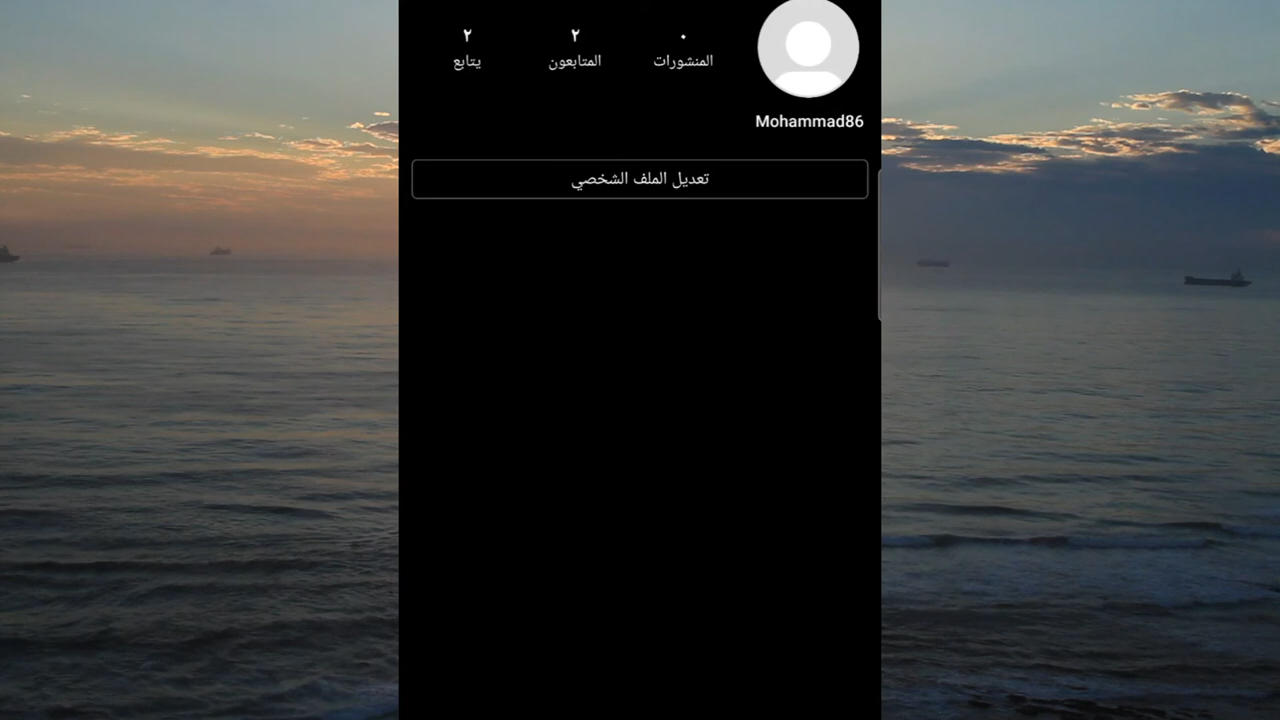 ٠ ٢ ٢
المنشورات المتابعون يتابع
Mohammad86
تعديل الملف الشخصي